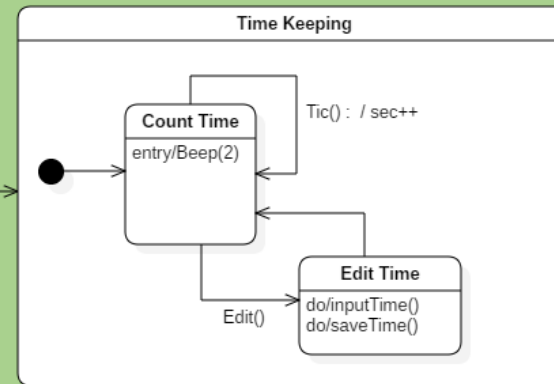 Time Keeping
Count Time
entry/Beep(2)
Tic() : / sec++
Edit Time
do/inputTime()
do/saveTime()
Edit()